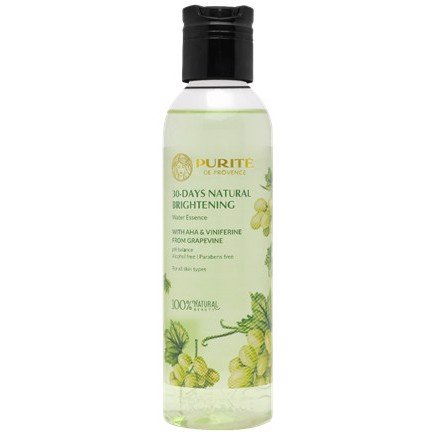 PURITÉ
DE PROVENCE
30-DAYS NATURAL
BRIGHTENING
Water Essence
WITH AHA & VINIFERINE
FROM GRAPEVINE
pH balance
Alcohol free | Parabens free
For all skin types
100% NATURAL
BEAUTY